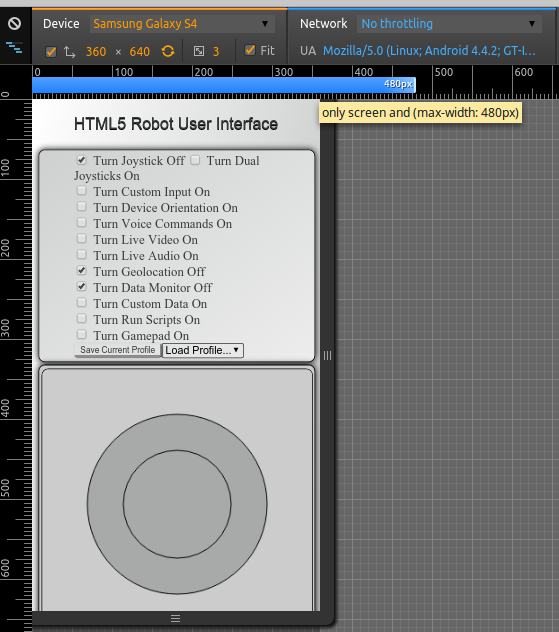 Device Samsung Galaxy S4 Network No throttling
360 × 640 3 Fit UA Mozilla/5.0 (Linux; Android 4.4.2; GT-I...
0 100 200 300 400 500 600
480px
only screen and (max-width: 480px)
0
100
200
300
400
500
600
HTML5 Robot User Interface
Turn Joystick Off Turn Dual
Joysticks On
Turn Custom Input On
Turn Device Orientation On
Turn Voice Commands On
Turn Live Video On
Turn Live Audio On
Turn Geolocation Off
Turn Data Monitor Off
Turn Custom Data On
Turn Run Scripts On
Turn Gamepad On
Save Current Profile Load Profile...